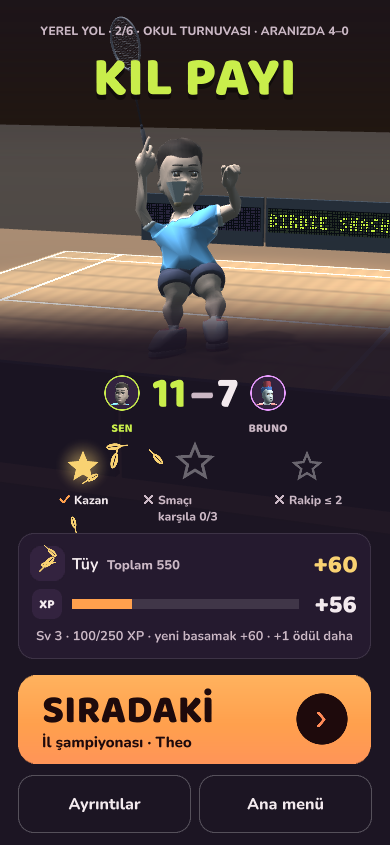 YEREL YOL · 2/6 · OKUL TURNUVASI · ARANIZDA 4–0
KIL PAYI
BIRDIE SMASH
11–7
SEN
BRUNO
Kazan
Smaçı
karşıla 0/3
Rakip ≤ 2
Tüy Toplam 550
+60
XP
+56
Sv 3 · 100/250 XP · yeni basamak +60 · +1 ödül daha
SIRADAKİ
İl şampiyonası · Theo
Ayrıntılar
Ana menü